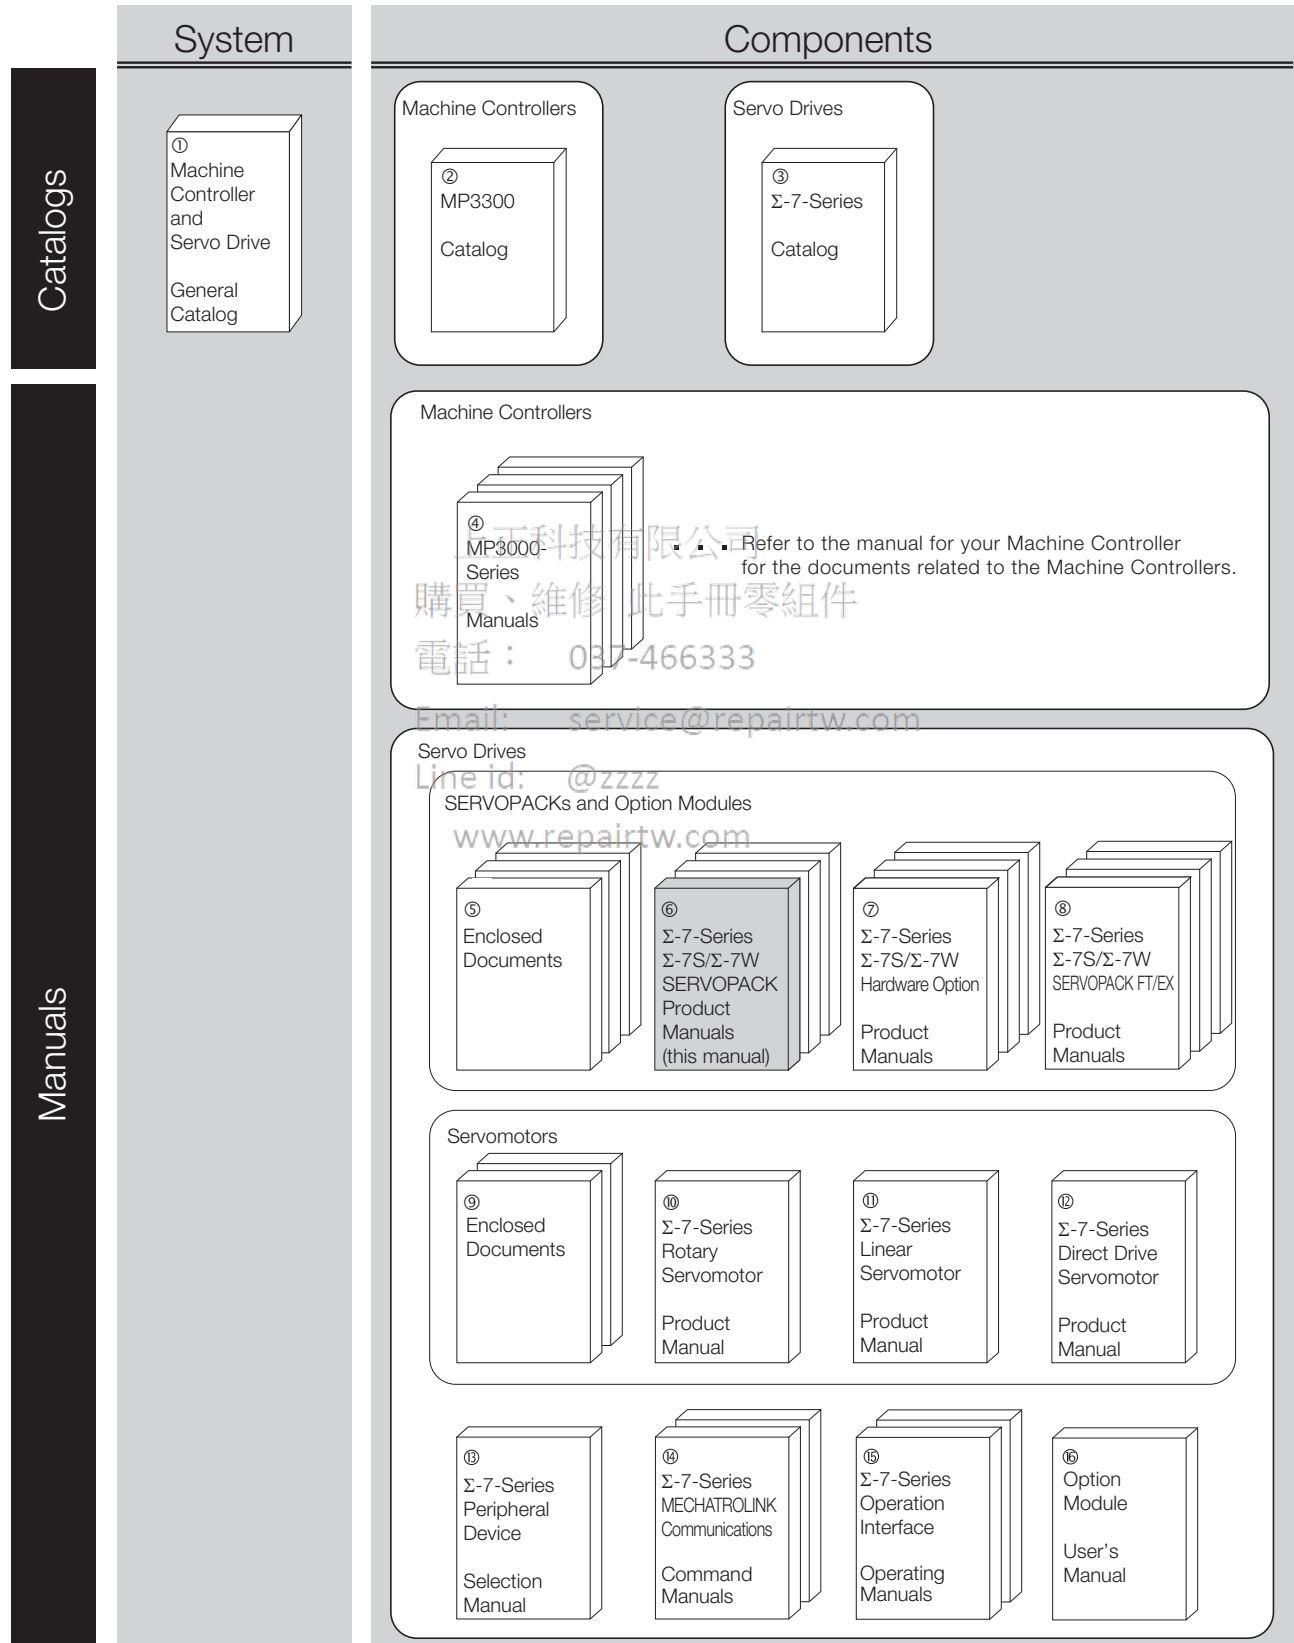 System
Components
Catalogs
①
Machine
Controller
and
Servo Drive
General
Catalog
Machine Controllers
②
MP3300
Catalog
Servo Drives
③
Σ-7-Series
Catalog
Manuals
Machine Controllers
④
MP3000-
Series
Manuals
Refer to the manual for your Machine Controller
for the documents related to the Machine Controllers.
上正科技有限公司
購買、維修 此手冊零組件
電話： 037-466333
Email: service@repairtw.com
Line id: @zzzz
www.repairtw.com
Servo Drives
SERVOPACKs and Option Modules
⑤
Enclosed
Documents
⑥
Σ-7-Series
Σ-7S/Σ-7W
SERVOPACK
Product
Manuals
(this manual)
⑦
Σ-7-Series
Σ-7S/Σ-7W
Hardware Option
Product
Manuals
⑧
Σ-7-Series
Σ-7S/Σ-7W
SERVOPACK FT/EX
Product
Manuals
Servomotors
⑨
Enclosed
Documents
⑩
Σ-7-Series
Rotary
Servomotor
Product
Manual
⑪
Σ-7-Series
Linear
Servomotor
Product
Manual
⑫
Σ-7-Series
Direct Drive
Servomotor
Product
Manual
⑬
Σ-7-Series
Peripheral
Device
Selection
Manual
⑭
Σ-7-Series
MECHATROLINK
Communications
Command
Manuals
⑮
Σ-7-Series
Operation
Interface
Operating
Manuals
⑯
Option
Module
User's
Manual